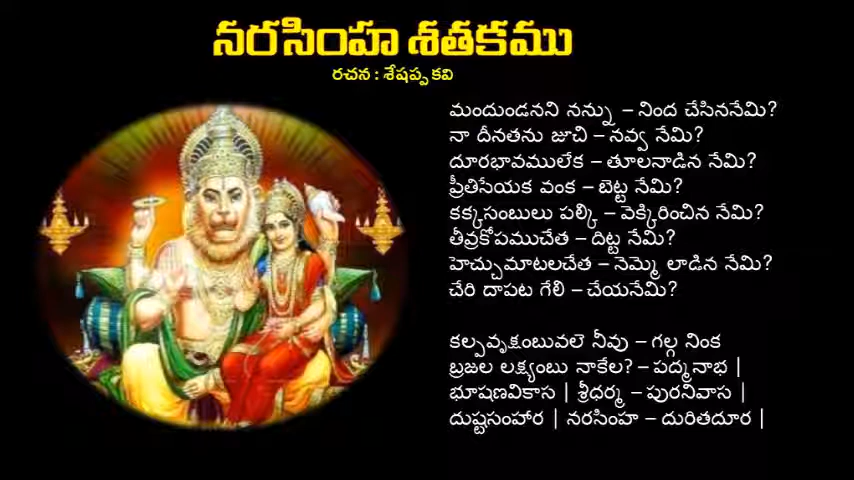 నరసింహ శతకము
రచన : శేషప్ప కవి
మందుండనని నన్ను – నింద చేసిననేమి?
నా దీనతను జూచి – నవ్వ నేమి?
దూరభావములేక – తూలనాడిన నేమి?
ప్రీతిసేయక వంక – బెట్ట నేమి?
కక్కసంబులు పల్కి – వెక్కిరించిన నేమి?
తీవ్రకోపముచేత – దిట్ట నేమి?
హెచ్చుమాటలచేత – నెమ్మె లాడిన నేమి?
చేరి దాపట గేలి – చేయనేమి?
కల్పవృక్షంబువలె నీవు – గల్గ నింక
బ్రజల లక్ష్యంబు నాకేల? – పద్మనాభ |
భూషణవికాస | శ్రీధర్మ – పురనివాస |
దుష్టసంహార | నరసింహ – దురితదూర |